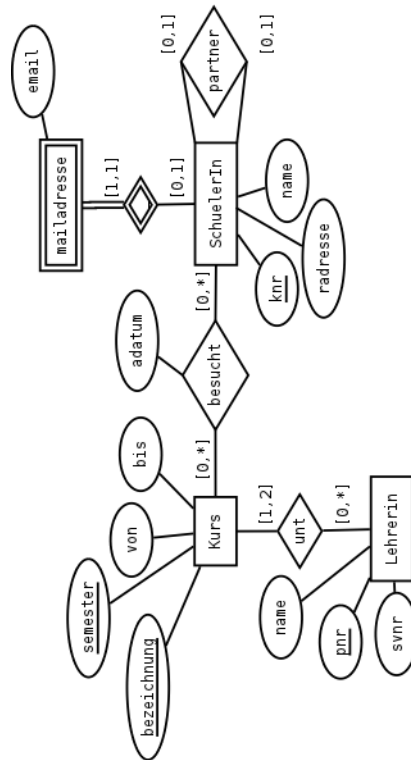 semester
von
bis
bezeichnung
Kurs
[0,*]
adatum
besucht
[0,*]
mailadresse
email
[1,1]
[0,1]
SchuelerIn
[0,1]
partner
[0,1]
knr
radresse
name
[1,2]
unt
[0,*]
name
pnr
svnr
Lehrerin